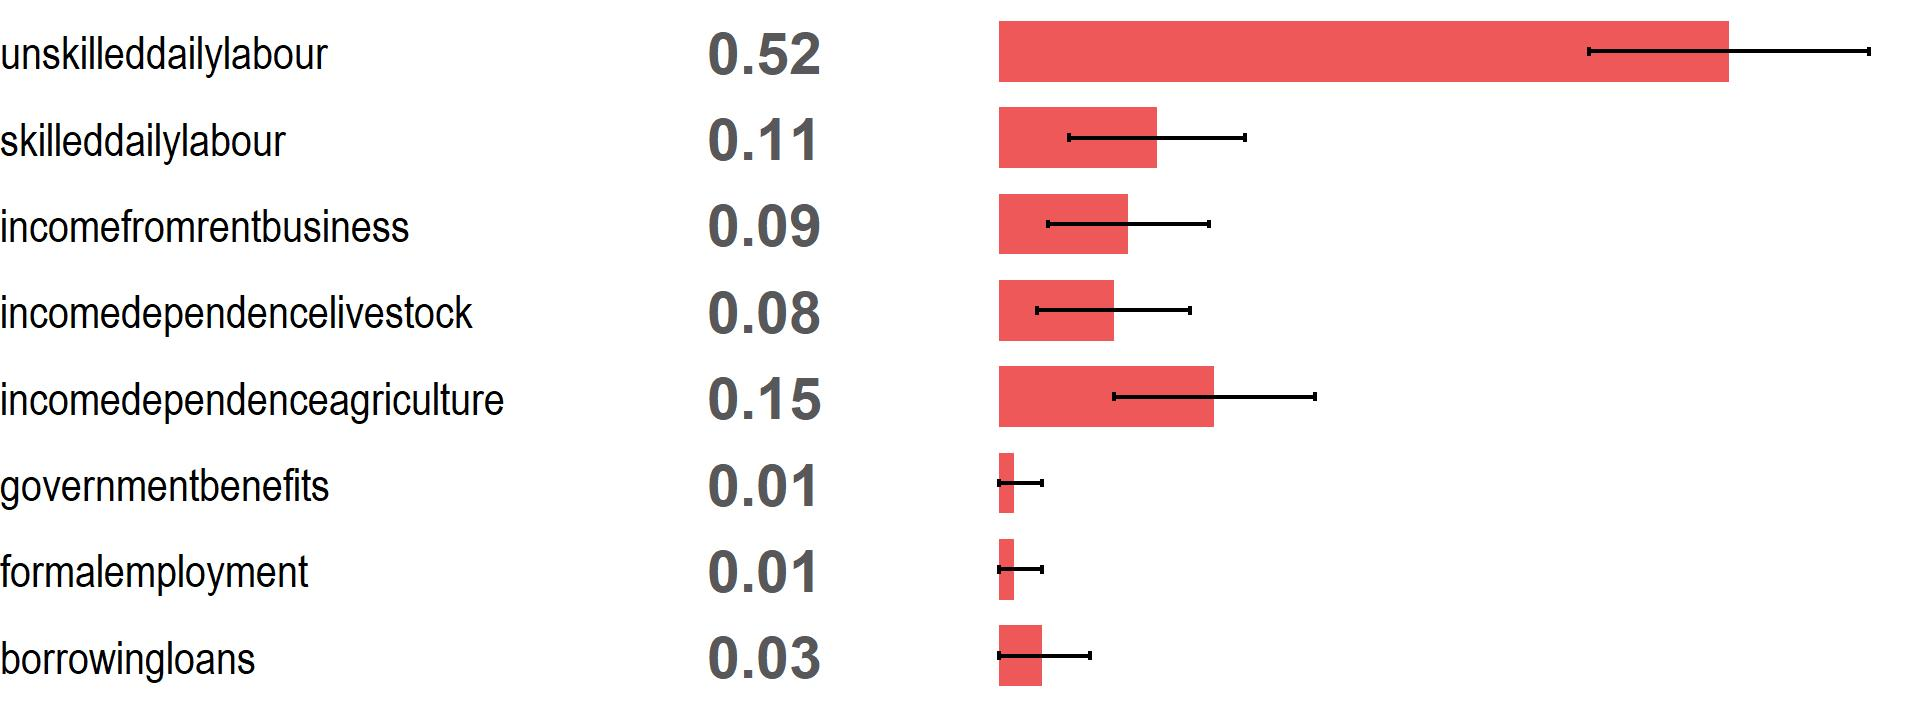 unskilleddailylabour 0.52
skilleddailylabour 0.11
incomefromrentbusiness 0.09
incomedependencelivestock 0.08
incomedependenceagriculture 0.15
governmentbenefits 0.01
formalemployment 0.01
borrowingloans 0.03